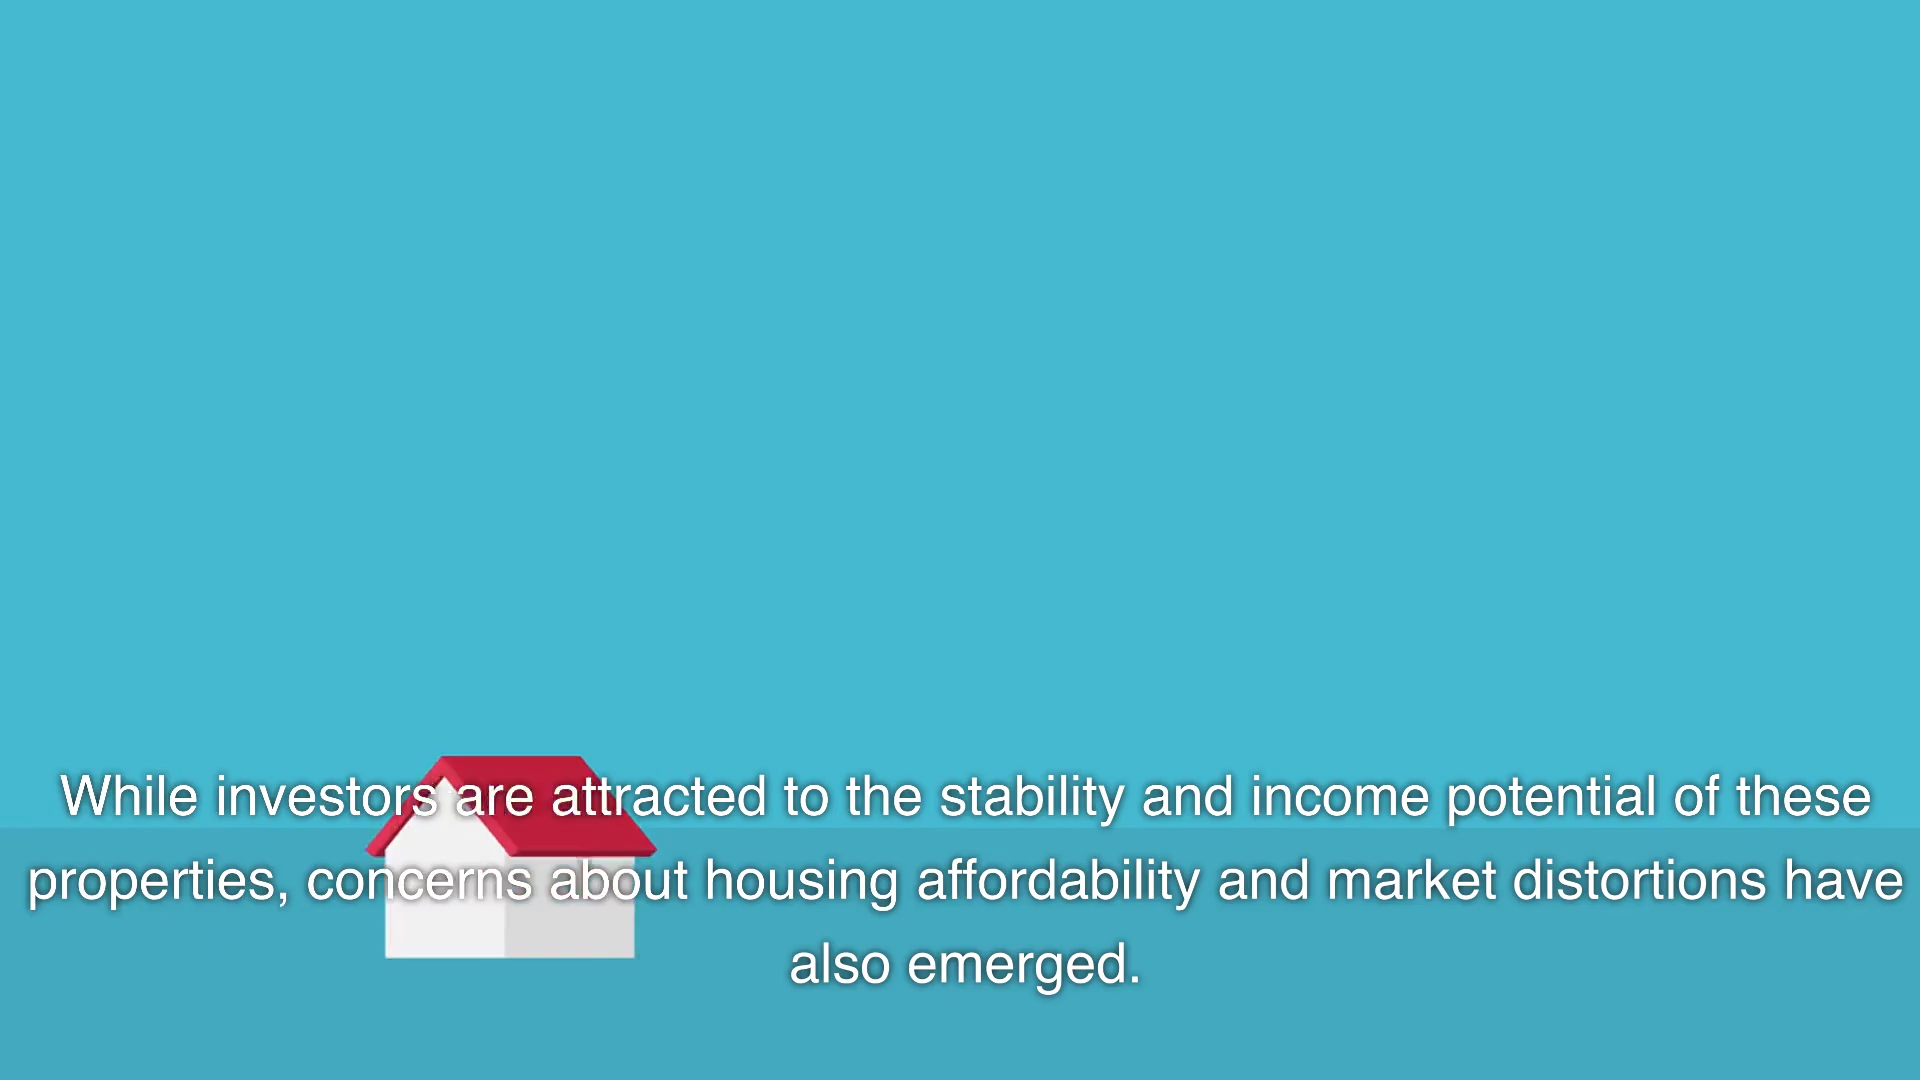 While investors are attracted to the stability and income potential of these
properties, concerns about housing affordability and market distortions have
also emerged.